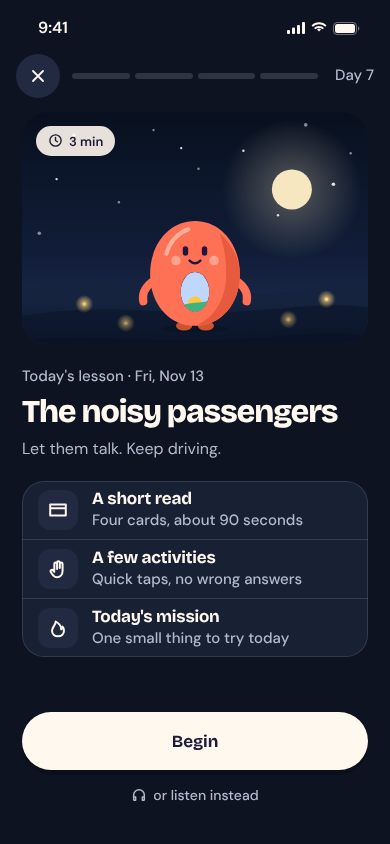 9:41
Day 7
3 min
Today's lesson · Fri, Nov 13
The noisy passengers
Let them talk. Keep driving.
A short read
Four cards, about 90 seconds
A few activities
Quick taps, no wrong answers
Today's mission
One small thing to try today
Begin
or listen instead